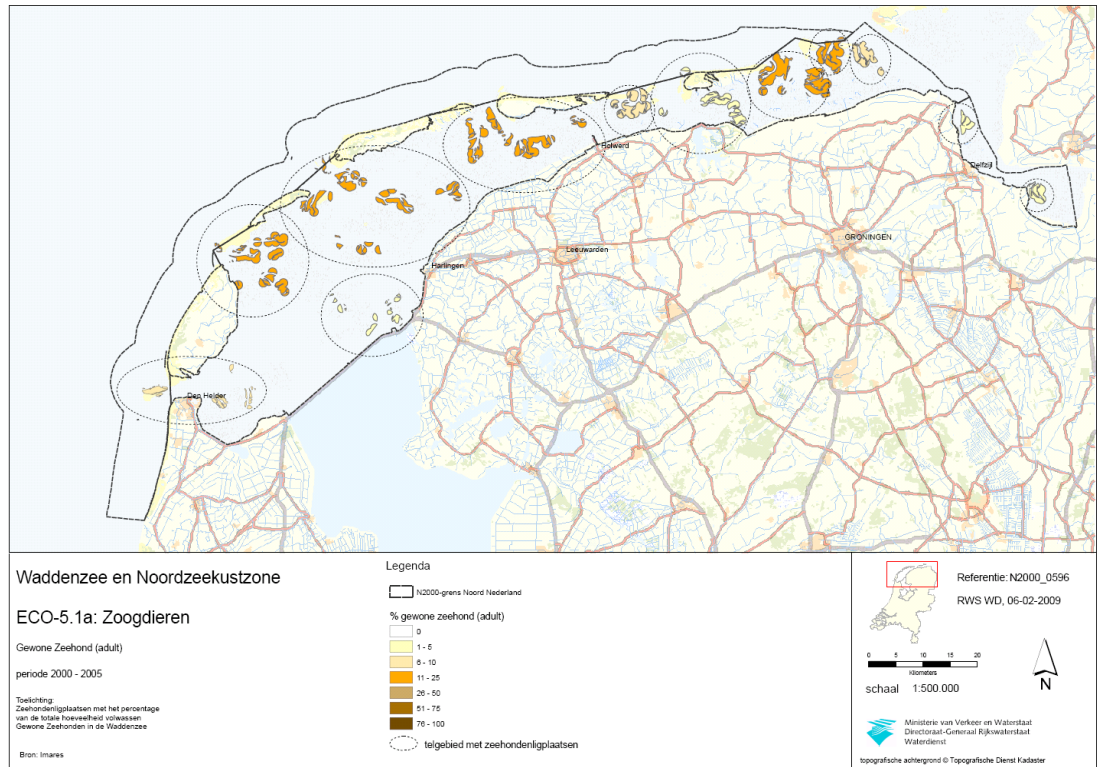 Holwerd
Delfzijl
GRONINGEN
Leeuwarden
Harlingen
Den Helder
Waddenzee en Noordzeekustzone
ECO-5.1a: Zoogdieren
Gewone Zeehond (adult)
periode 2000 - 2005
Toelichting:
Zeehondenligplaatsen met het percentage
van de totale hoeveelheid volwassen
Gewone Zeehonden in de Waddenzee
Bron: Imares
Legenda
N2000-grens Noord Nederland
% gewone zeehond (adult)
0
1 - 5
6 - 10
11 - 25
26 - 50
51 - 75
76 - 100
telgebied met zeehondenligplaatsen
Referentie: N2000_0596
RWS WD, 06-02-2009
0 5 10 15 20
Kilometers
schaal 1:500.000
N
Ministerie van Verkeer en Waterstaat
Directoraat-Generaal Rijkswaterstaat
Waterdienst
topografische achtergrond © Topografische Dienst Kadaster